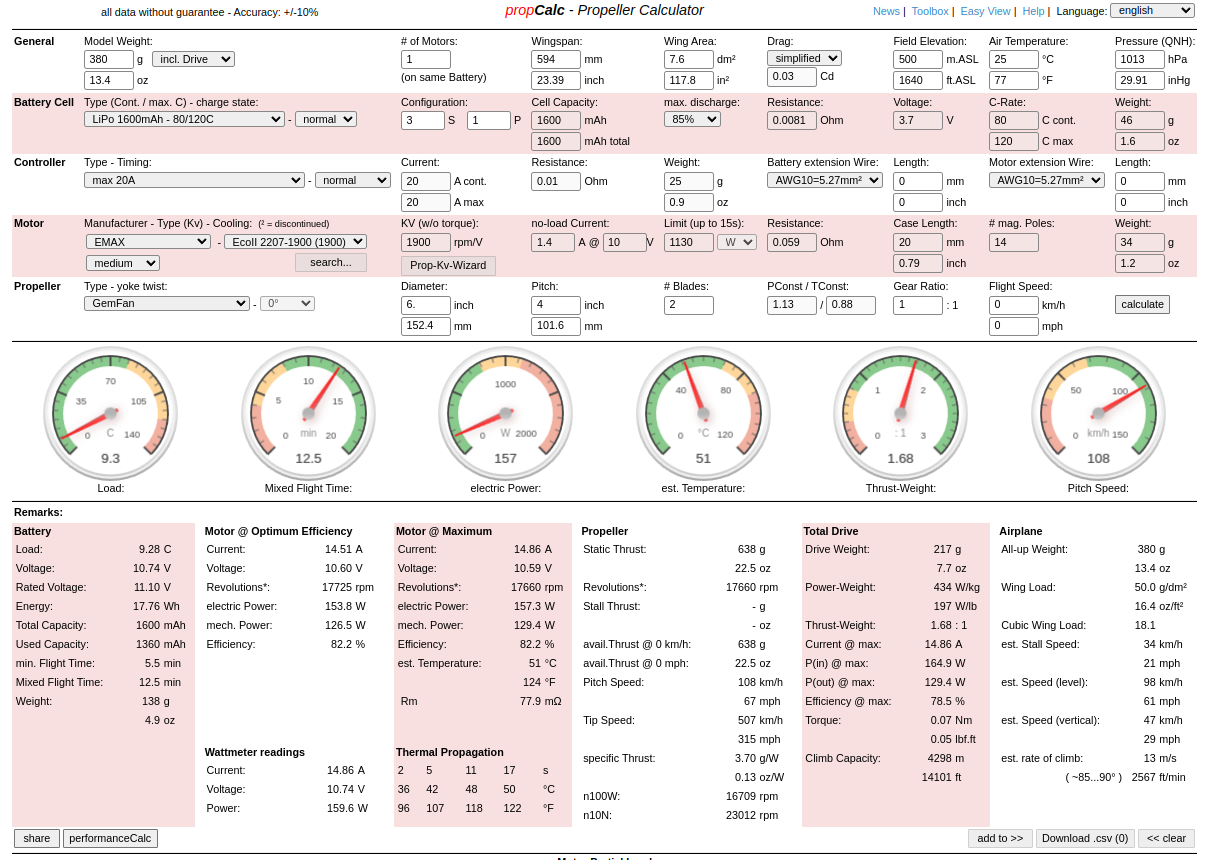 all data without guarantee - Accuracy: +/-10% propCalc - Propeller Calculator News | Toolbox | Easy View | Help | Language: english
General Model Weight: # of Motors: Wingspan: Wing Area: Drag: Field Elevation: Air Temperature: Pressure (QNH):
380 g incl. Drive 1 594 mm 7.6 dm² simplified 500 m.ASL 25 °C 1013 hPa
13.4 oz (on same Battery) 23.39 inch 117.8 in² 0.03 Cd 1640 ft.ASL 77 °F 29.91 inHg
Battery Cell Type (Cont. / max. C) - charge state: Configuration: Cell Capacity: max. discharge: Resistance: Voltage: C-Rate: Weight:
LiPo 1600mAh - 80/120C - normal 3 S 1 P 1600 mAh 85% 0.0081 Ohm 3.7 V 80 C cont. 46 g
1600 mAh total 120 C max 1.6 oz
Controller Type - Timing: Current: Resistance: Weight: Battery extension Wire: Length: Motor extension Wire: Length:
max 20A - normal 20 A cont. 0.01 Ohm 25 g AWG10=5.27mm² 0 mm AWG10=5.27mm² 0 mm
20 A max 0.9 oz 0 inch 0 inch
Motor Manufacturer - Type (Kv) - Cooling: (² = discontinued) KV (w/o torque): no-load Current: Limit (up to 15s): Resistance: Case Length: # mag. Poles: Weight:
EMAX - EcoII 2207-1900 (1900) 1900 rpm/V 1.4 A @ 10 V 1130 W 0.059 Ohm 20 mm 14 34 g
medium search... Prop-Kv-Wizard 0.79 inch 1.2 oz
Propeller Type - yoke twist: Diameter: Pitch: # Blades: PConst / TConst: Gear Ratio: Flight Speed:
GemFan - 0° 6. inch 4 inch 2 1.13 / 0.88 1 : 1 0 km/h calculate
152.4 mm 101.6 mm 0 mph
0 35 70 105 140 C 9.3
Load:
0 5 10 15 20 min 12.5
Mixed Flight Time:
0 1000 2000 W 157
electric Power:
0 40 80 120 °C 51
est. Temperature:
0 1 2 3 : 1 1.68
Thrust-Weight:
0 50 100 150 km/h 108
Pitch Speed:
Remarks:
Battery
Load: 9.28 C
Voltage: 10.74 V
Rated Voltage: 11.10 V
Energy: 17.76 Wh
Total Capacity: 1600 mAh
Used Capacity: 1360 mAh
min. Flight Time: 5.5 min
Mixed Flight Time: 12.5 min
Weight: 138 g
4.9 oz
Motor @ Optimum Efficiency
Current: 14.51 A
Voltage: 10.60 V
Revolutions*: 17725 rpm
electric Power: 153.8 W
mech. Power: 126.5 W
Efficiency: 82.2 %
Wattmeter readings
Current: 14.86 A
Voltage: 10.74 V
Power: 159.6 W
Motor @ Maximum
Current: 14.86 A
Voltage: 10.59 V
Revolutions*: 17660 rpm
electric Power: 157.3 W
mech. Power: 129.4 W
Efficiency: 82.2 %
est. Temperature: 51 °C
124 °F
Rm 77.9 mΩ
Thermal Propagation
2 5 11 17 s
36 42 48 50 °C
96 107 118 122 °F
Propeller
Static Thrust: 638 g
22.5 oz
Revolutions*: 17660 rpm
Stall Thrust: - g
- oz
avail.Thrust @ 0 km/h: 638 g
avail.Thrust @ 0 mph: 22.5 oz
Pitch Speed: 108 km/h
67 mph
Tip Speed: 507 km/h
315 mph
specific Thrust: 3.70 g/W
0.13 oz/W
n100W: 16709 rpm
n10N: 23012 rpm
Total Drive
Drive Weight: 217 g
7.7 oz
Power-Weight: 434 W/kg
197 W/lb
Thrust-Weight: 1.68 : 1
Current @ max: 14.86 A
P(in) @ max: 164.9 W
P(out) @ max: 129.4 W
Efficiency @ max: 78.5 %
Torque: 0.07 Nm
0.05 lbf.ft
Climb Capacity: 4298 m
14101 ft
Airplane
All-up Weight: 380 g
13.4 oz
Wing Load: 50.0 g/dm²
16.4 oz/ft²
Cubic Wing Load: 18.1
est. Stall Speed: 34 km/h
21 mph
est. Speed (level): 98 km/h
61 mph
est. Speed (vertical): 47 km/h
29 mph
est. rate of climb: 13 m/s
( ~85...90° ) 2567 ft/min
share performanceCalc add to >> Download .csv (0) << clear